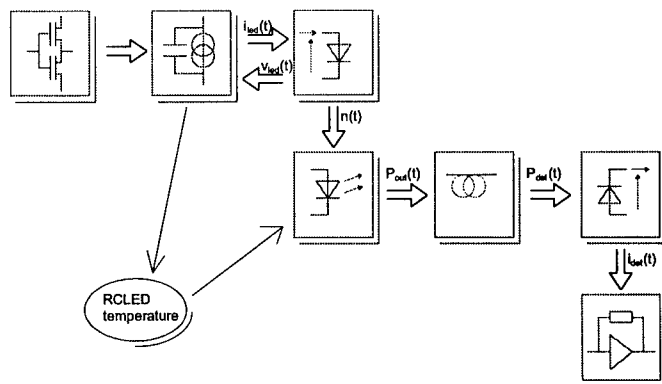 i_led(t)
v_led(t)
n(t)
P_out(t)
P_det(t)
i_det(t)
RCLED
temperature